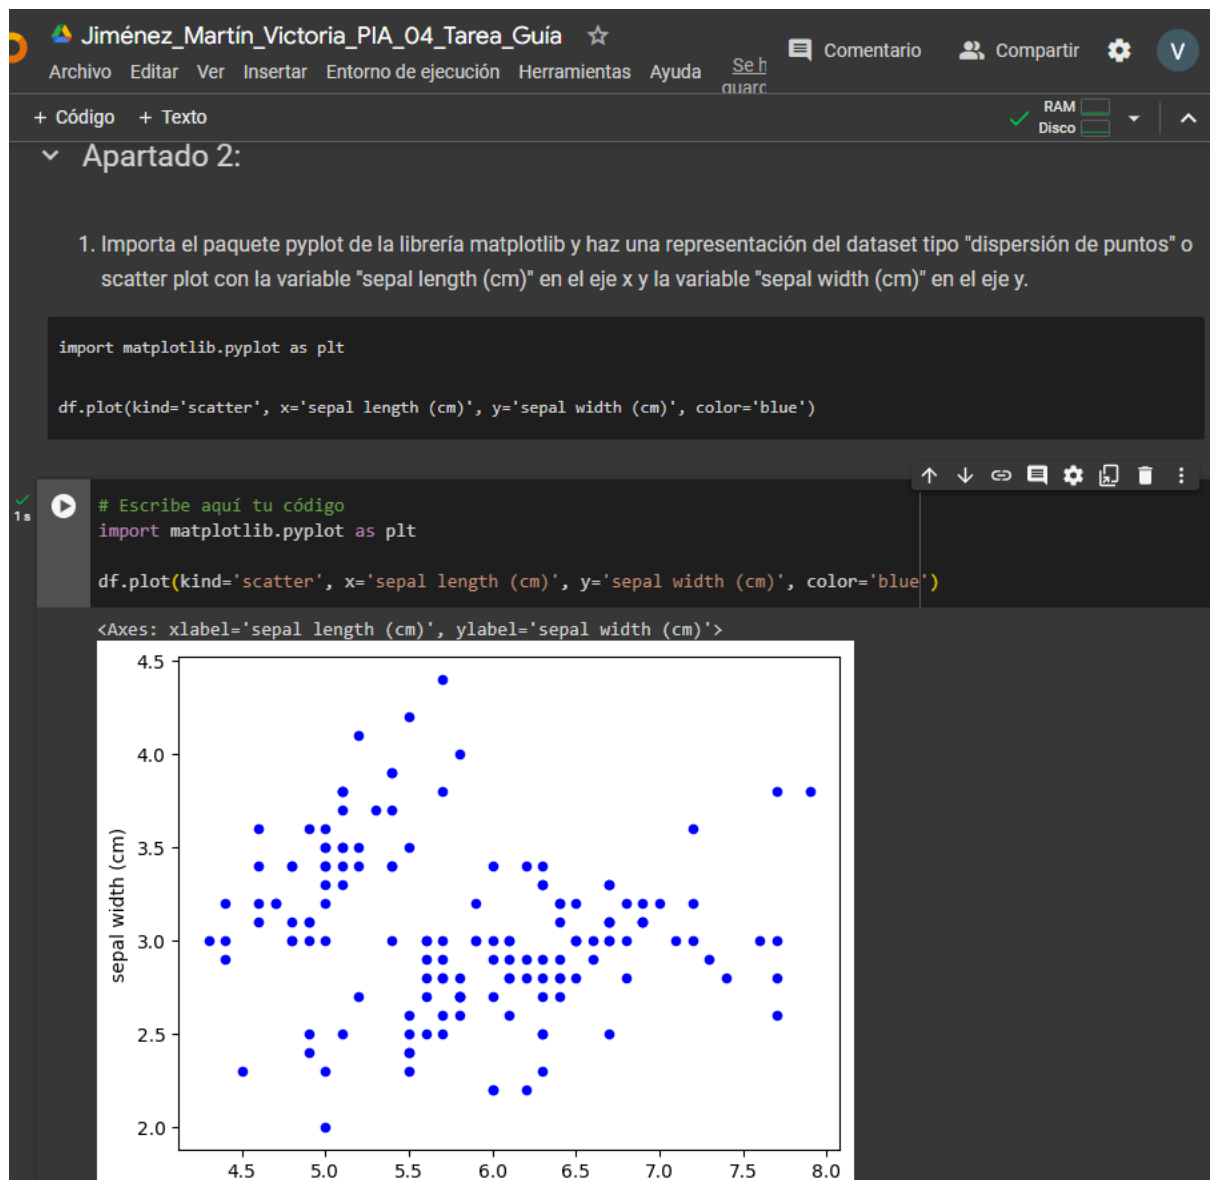 Jiménez_Martín_Victoria_PIA_04_Tarea_Guía
Comentario
Compartir
V
Archivo Editar Ver Insertar Entorno de ejecución Herramientas Ayuda
+ Código + Texto
RAM
Disco
Apartado 2:
1. Importa el paquete pyplot de la librería matplotlib y haz una representación del dataset tipo "dispersión de puntos" o
scatter plot con la variable "sepal length (cm)" en el eje x y la variable "sepal width (cm)" en el eje y.
import matplotlib.pyplot as plt
df.plot(kind='scatter', x='sepal length (cm)', y='sepal width (cm)', color='blue')
1 s
# Escribe aquí tu código
import matplotlib.pyplot as plt
df.plot(kind='scatter', x='sepal length (cm)', y='sepal width (cm)', color='blue')
<Axes: xlabel='sepal length (cm)', ylabel='sepal width (cm)'>
sepal width (cm)
4.5
4.0
3.5
3.0
2.5
2.0
4.5 5.0 5.5 6.0 6.5 7.0 7.5 8.0